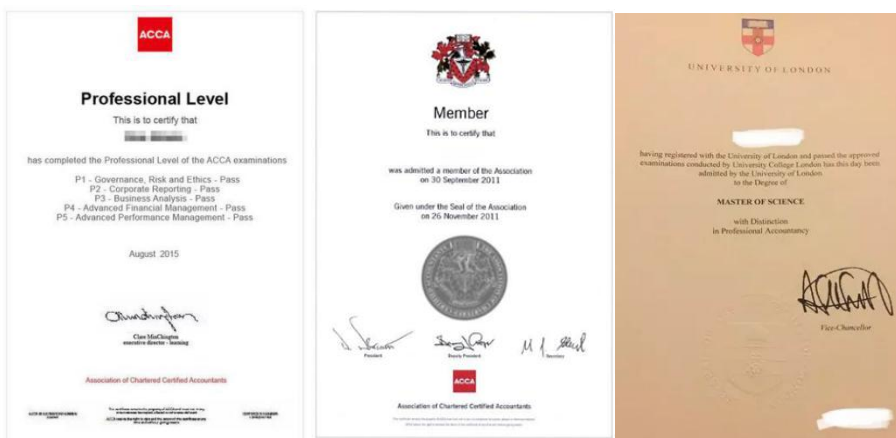 ACCA
Professional Level
This is to certify that
has completed the Professional Level of the ACCA examinations
P1 - Governance, Risk and Ethics - Pass
P2 - Corporate Reporting - Pass
P3 - Business Analysis - Pass
P4 - Advanced Financial Management - Pass
P5 - Advanced Performance Management - Pass
August 2015
Clare Minchington
executive director - learning
Association of Chartered Certified Accountants
Member
This is to certify that
was admitted a member of the Association
on 30 September 2011
Given under the Seal of the Association
on 26 November 2011
President
Deputy President
Secretary
ACCA
Association of Chartered Certified Accountants
UNIVERSITY OF LONDON
having registered with the University of London and passed the approved
examinations conducted by University College London has this day been
admitted by the University of London
to the Degree of
MASTER OF SCIENCE
with Distinction
in Professional Accountancy
Vice-Chancellor